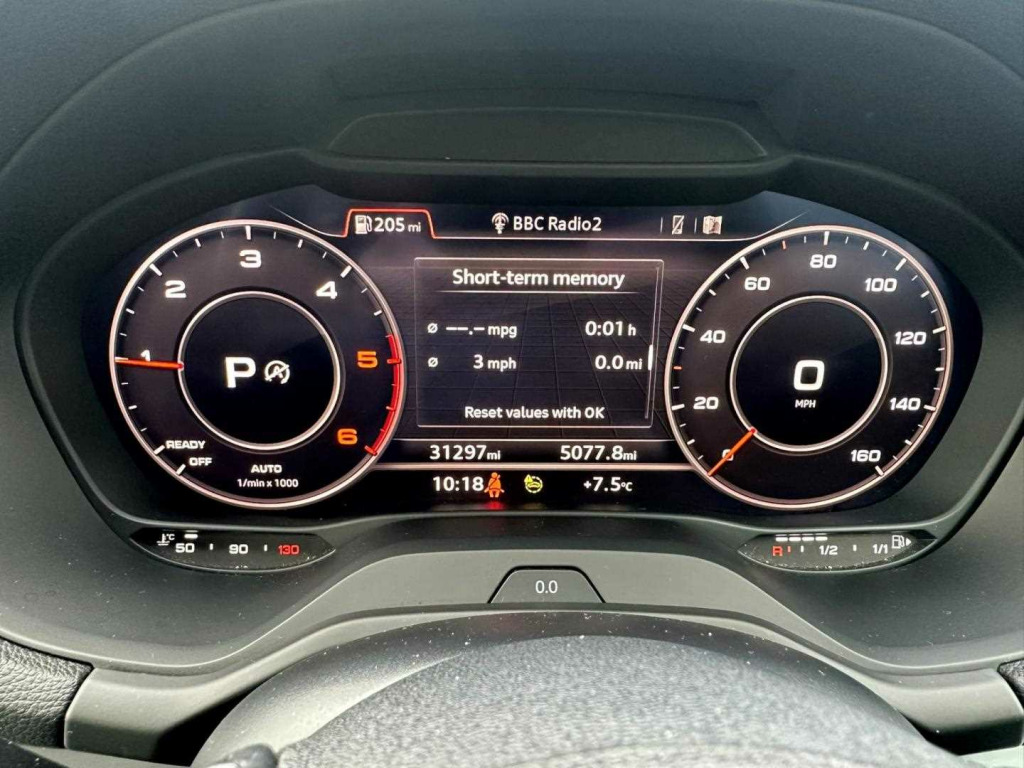 205 mi
BBC Radio2
1
2
3
4
5
6
P
A
READY
OFF
AUTO
1/min x 1000
Short-term memory
Ø --.- mpg 0:01 h
Ø 3 mph 0.0 mi
Reset values with OK
31297mi 5077.8mi
10:18 +7.5°C
0
20
40
60
80
100
120
140
160
0
MPH
°C
50 90 130
R 1/2 1/1
0.0